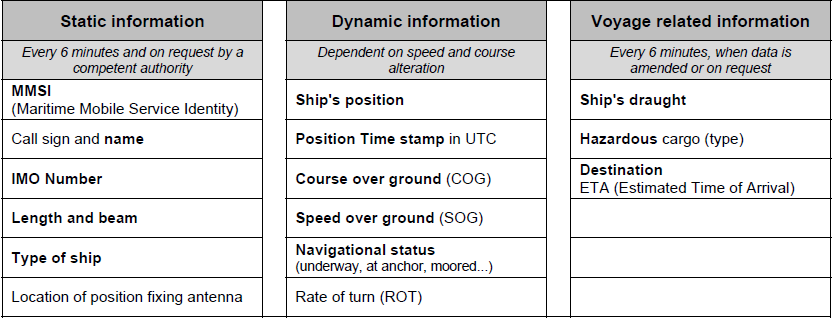 Static information
Every 6 minutes and on request by a
competent authority
MMSI
(Maritime Mobile Service Identity)
Call sign and name
IMO Number
Length and beam
Type of ship
Location of position fixing antenna
Dynamic information
Dependent on speed and course
alteration
Ship's position
Position Time stamp in UTC
Course over ground (COG)
Speed over ground (SOG)
Navigational status
(underway, at anchor, moored...)
Rate of turn (ROT)
Voyage related information
Every 6 minutes, when data is
amended or on request
Ship's draught
Hazardous cargo (type)
Destination
ETA (Estimated Time of Arrival)